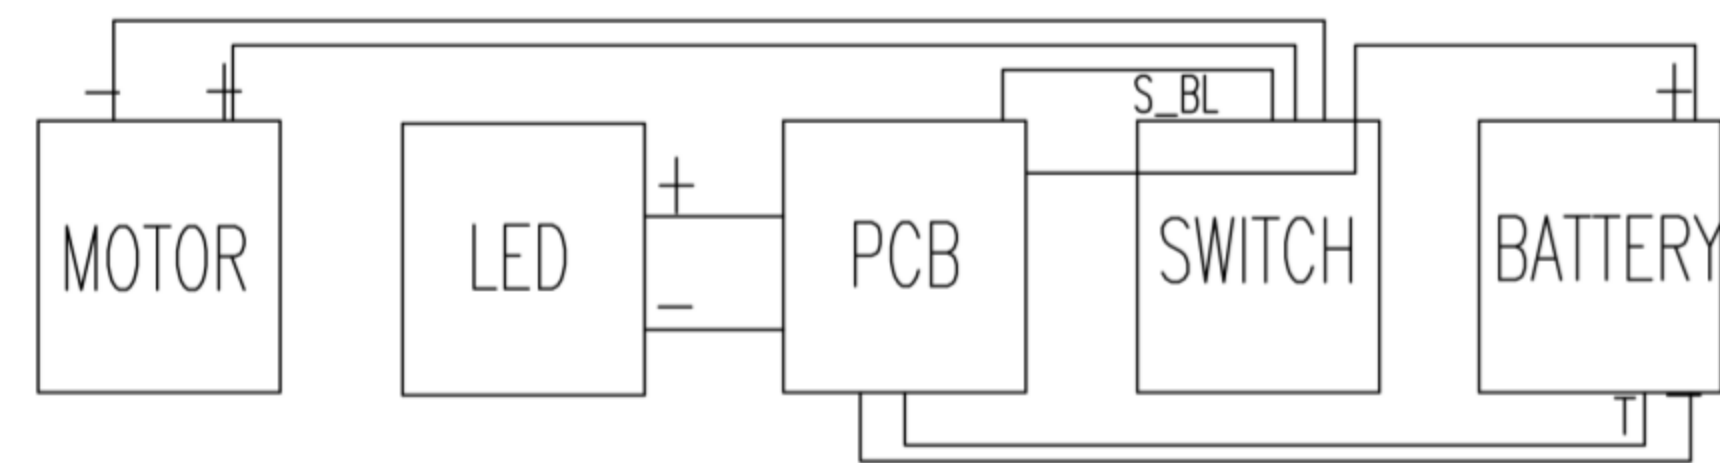 S_BL
- +
+
+
MOTOR LED PCB SWITCH BATTERY
-
T -